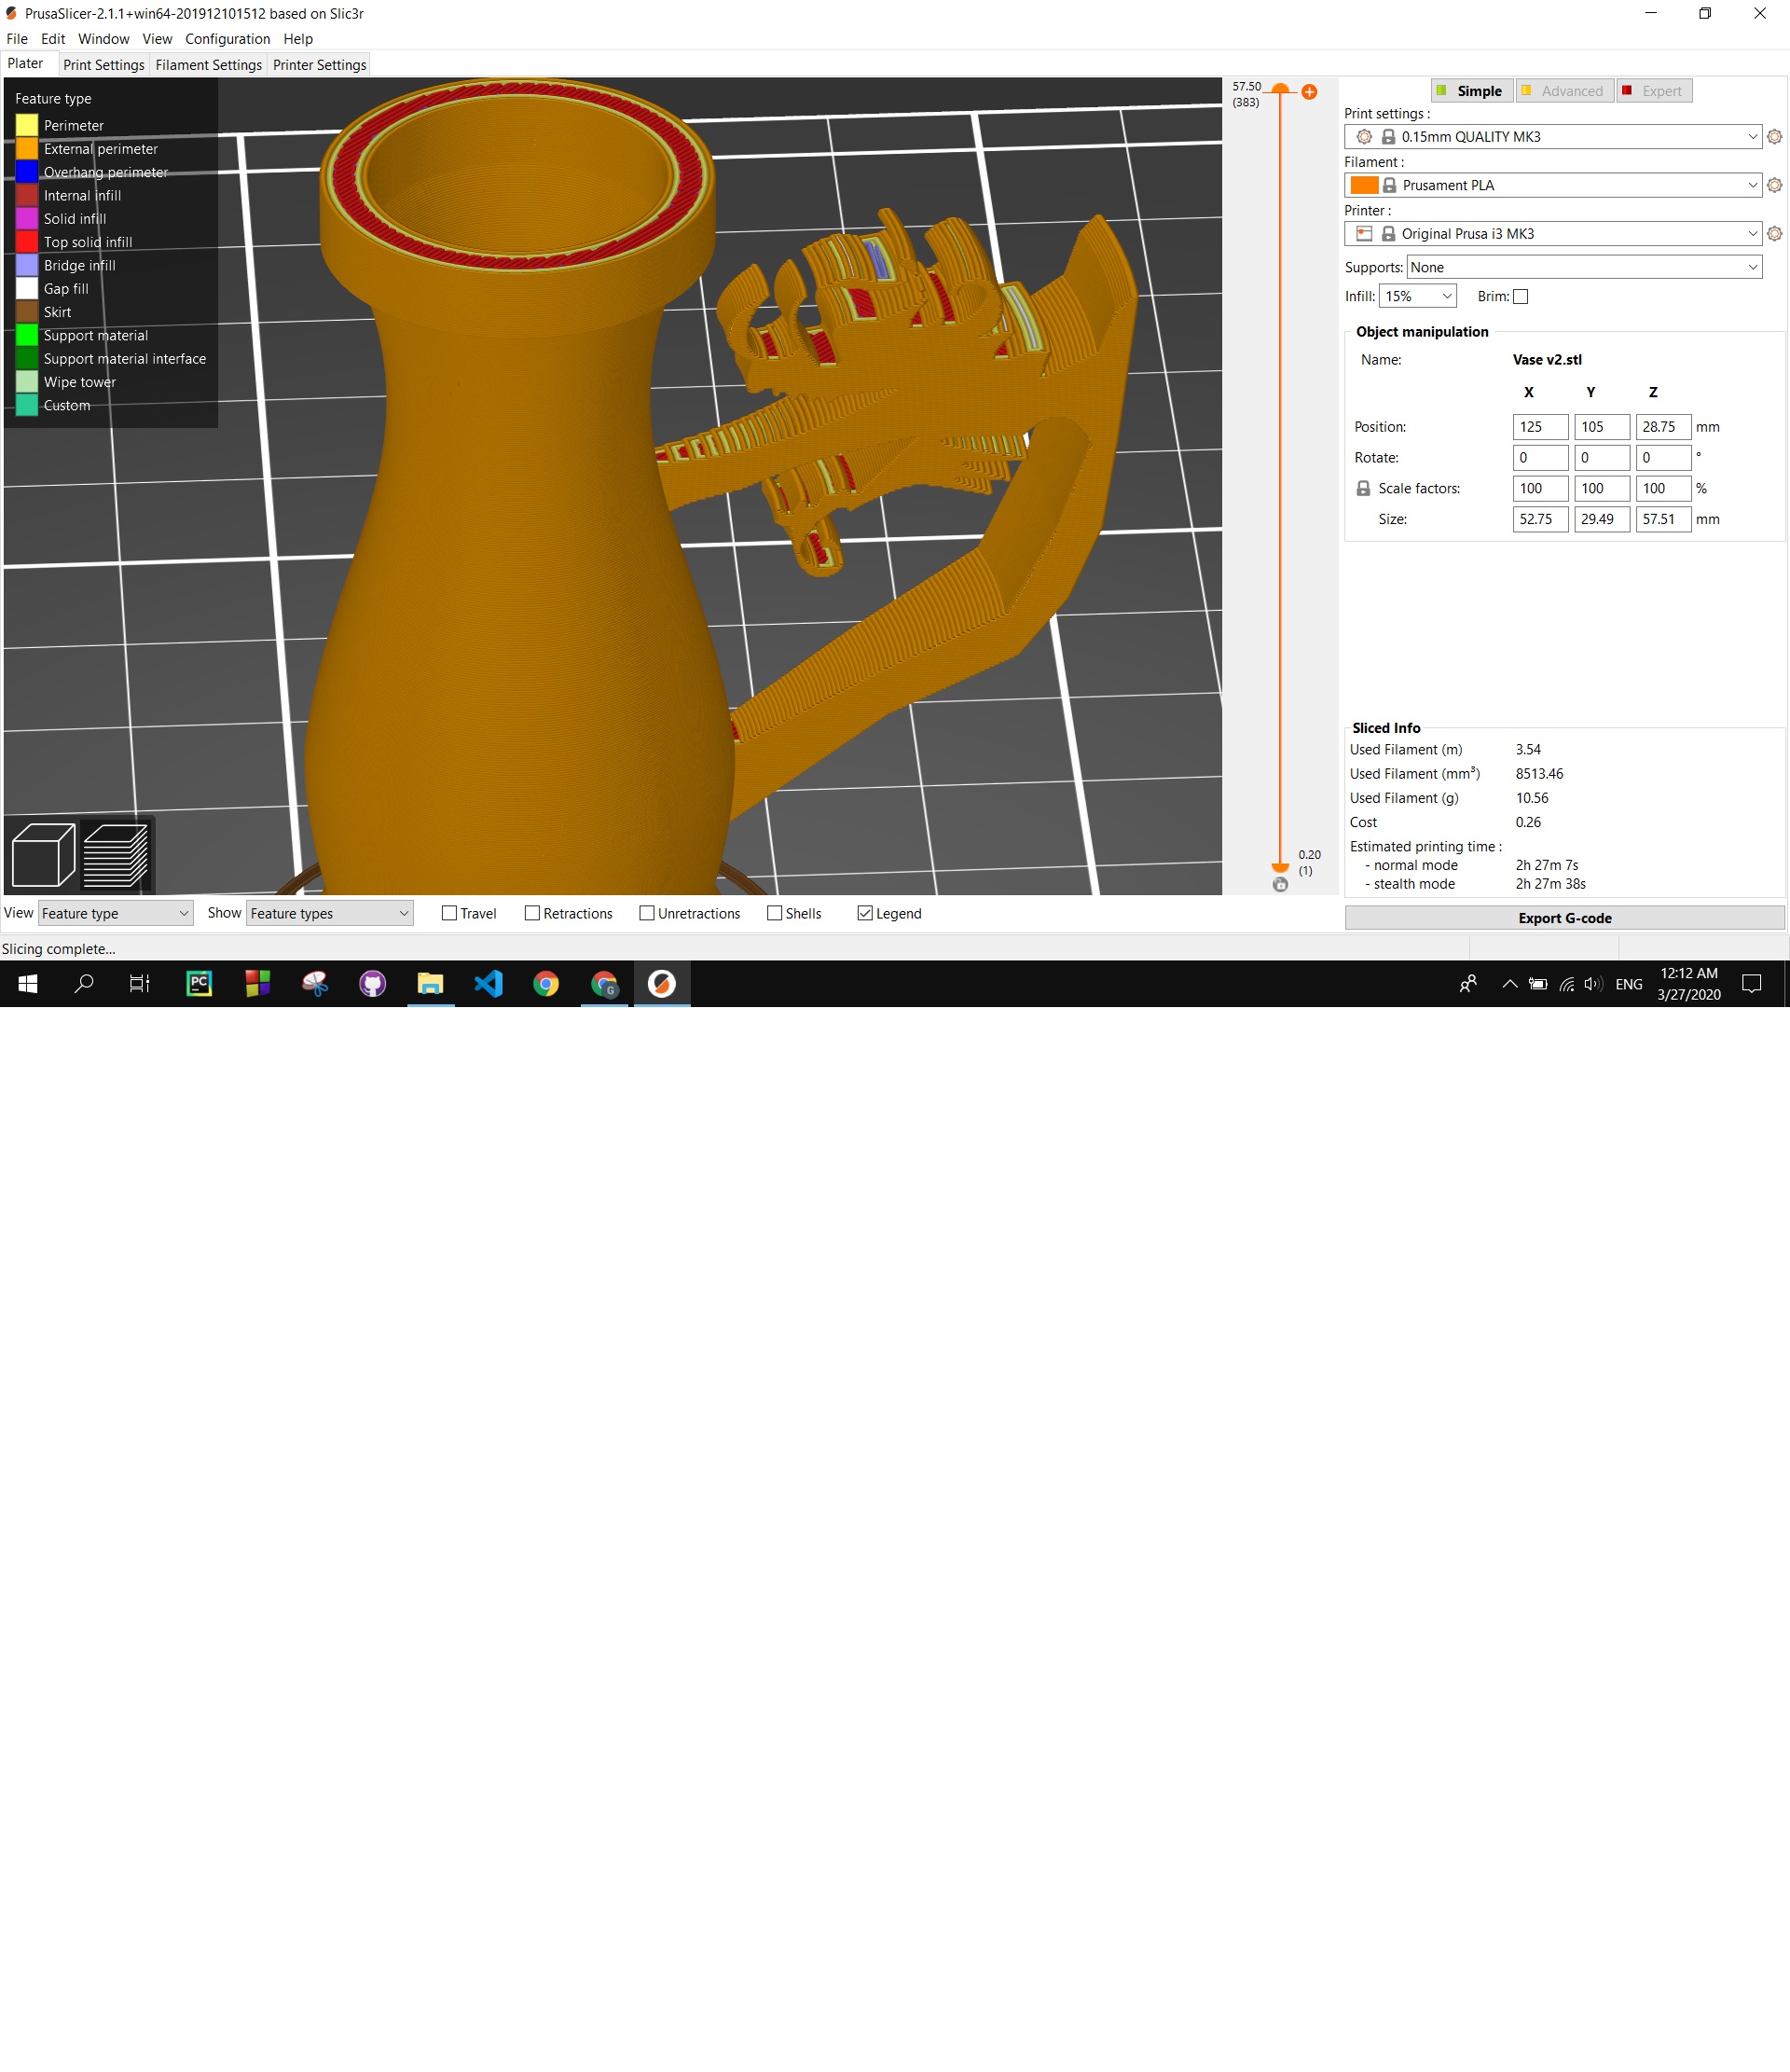 PrusaSlicer-2.1.1+win64-201912101512 based on Slic3r
File Edit Window View Configuration Help
Plater Print Settings Filament Settings Printer Settings
Feature type
Perimeter
External perimeter
Overhang perimeter
Internal infill
Solid infill
Top solid infill
Bridge infill
Gap fill
Skirt
Support material
Support material interface
Wipe tower
Custom
57.50
(383)
0.20
(1)
Simple Advanced Expert
Print settings :
0.15mm QUALITY MK3
Filament :
Prusament PLA
Printer :
Original Prusa i3 MK3
Supports: None
Infill: 15% Brim:
Object manipulation
Name: Vase v2.stl
X Y Z
Position: 125 105 28.75 mm
Rotate: 0 0 0 °
Scale factors: 100 100 100 %
Size: 52.75 29.49 57.51 mm
Sliced Info
Used Filament (m) 3.54
Used Filament (mm³) 8513.46
Used Filament (g) 10.56
Cost 0.26
Estimated printing time :
- normal mode 2h 27m 7s
- stealth mode 2h 27m 38s
Export G-code
View Feature type Show Feature types Travel Retractions Unretractions Shells Legend
Slicing complete...
PC
G
ENG
12:12 AM
3/27/2020